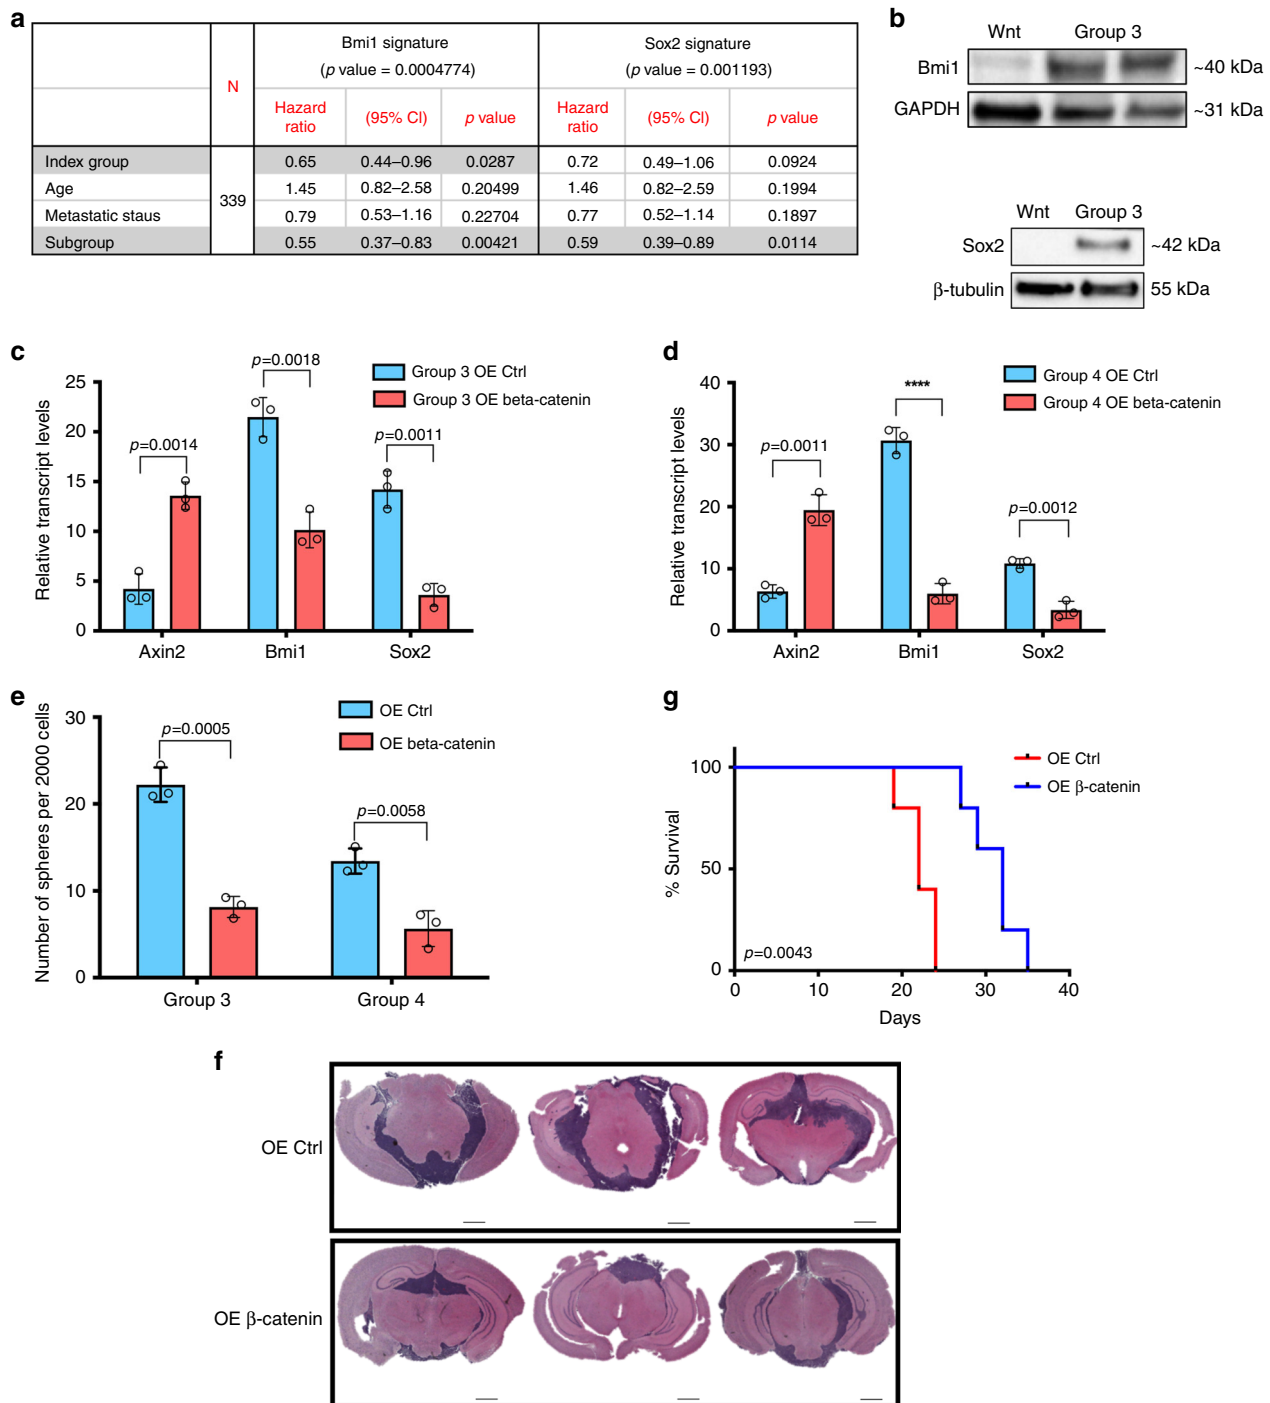 a
Bmi1 signature
(p value = 0.0004774)
Sox2 signature
(p value = 0.001193)
N
Hazard ratio (95% CI) p value Hazard ratio (95% CI) p value
Index group 0.65 0.44–0.96 0.0287 0.72 0.49–1.06 0.0924
Age 1.45 0.82–2.58 0.20499 1.46 0.82–2.59 0.1994
339
Metastatic staus 0.79 0.53–1.16 0.22704 0.77 0.52–1.14 0.1897
Subgroup 0.55 0.37–0.83 0.00421 0.59 0.39–0.89 0.0114
b
Wnt Group 3
Bmi1 ~40 kDa
GAPDH ~31 kDa
Wnt Group 3
Sox2 ~42 kDa
β-tubulin 55 kDa
c
Relative transcript levels
25
20
15
10
5
0
p=0.0014
p=0.0018
p=0.0011
Group 3 OE Ctrl
Group 3 OE beta-catenin
Axin2 Bmi1 Sox2
d
Relative transcript levels
40
30
20
10
0
p=0.0011
****
p=0.0012
Group 4 OE Ctrl
Group 4 OE beta-catenin
Axin2 Bmi1 Sox2
e
Number of spheres per 2000 cells
30
20
10
0
p=0.0005
p=0.0058
OE Ctrl
OE beta-catenin
Group 3 Group 4
g
% Survival
100
50
0
p=0.0043
OE Ctrl
OE β-catenin
0 10 20 30 40
Days
f
OE Ctrl
OE β-catenin